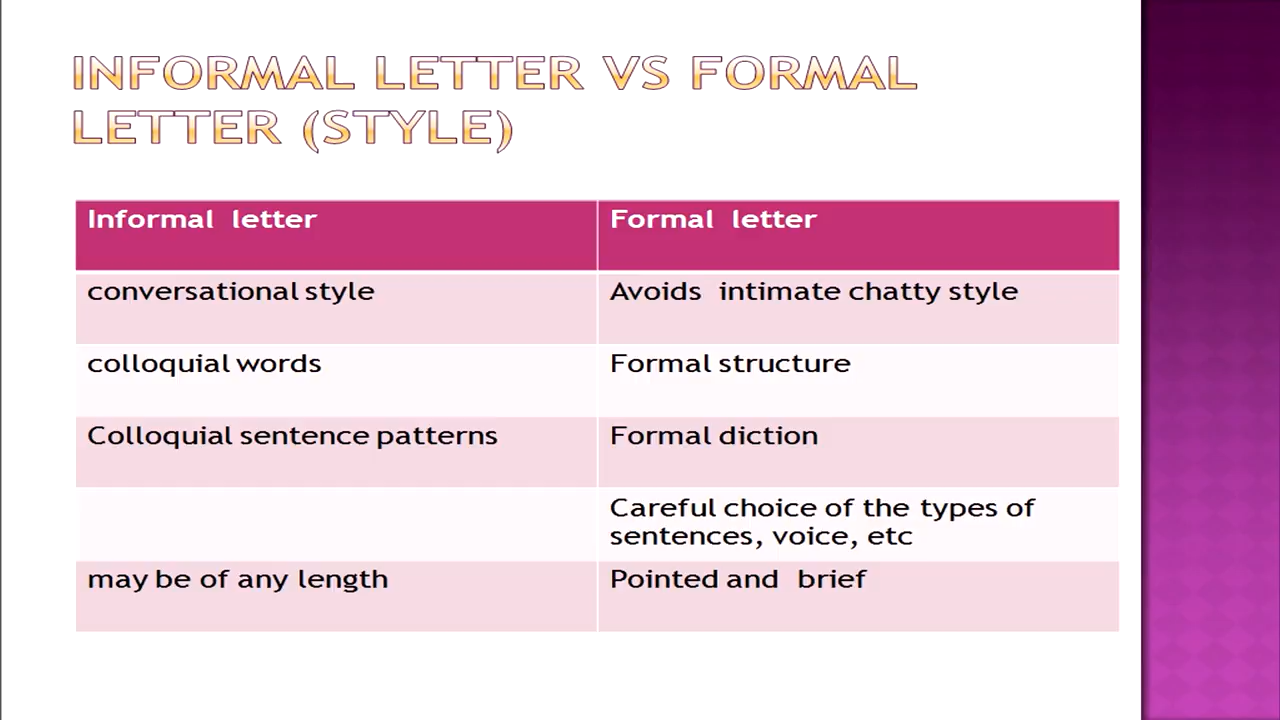 INFORMAL LETTER VS FORMAL
LETTER (STYLE)
Informal letter
Formal letter
conversational style
Avoids intimate chatty style
colloquial words
Formal structure
Colloquial sentence patterns
Formal diction
Careful choice of the types of
sentences, voice, etc
may be of any length
Pointed and brief